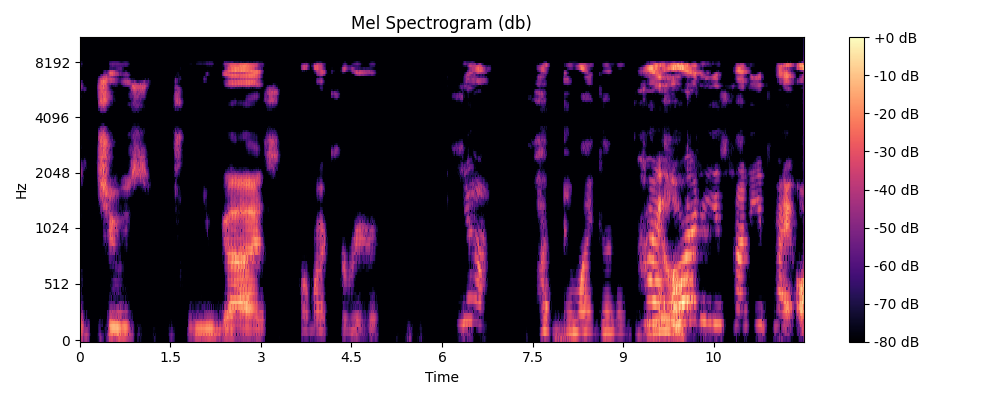 Mel Spectrogram (db)
8192
4096
2048
1024
512
0
Hz
0 1.5 3 4.5 6 7.5 9 10
Time
+0 dB
-10 dB
-20 dB
-30 dB
-40 dB
-50 dB
-60 dB
-70 dB
-80 dB